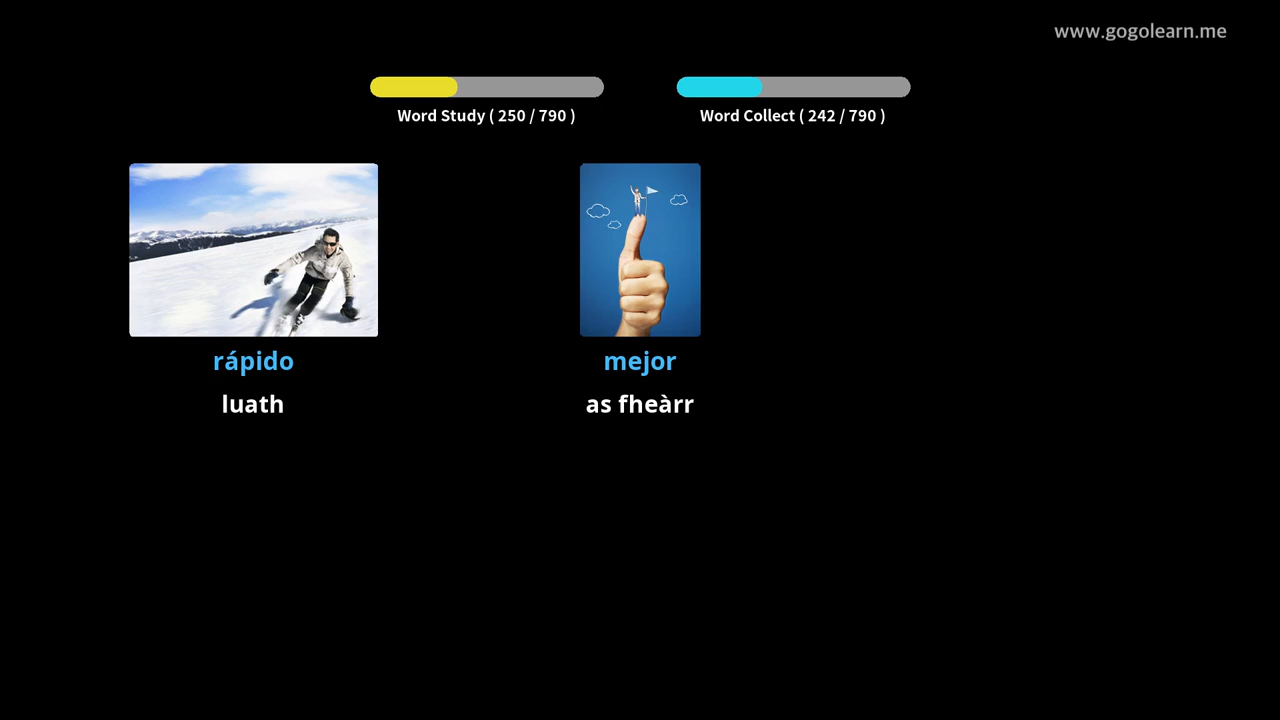 www.gogolearn.me
Word Study ( 250 / 790 )
Word Collect ( 242 / 790 )
rápido
luath
mejor
as fheàrr